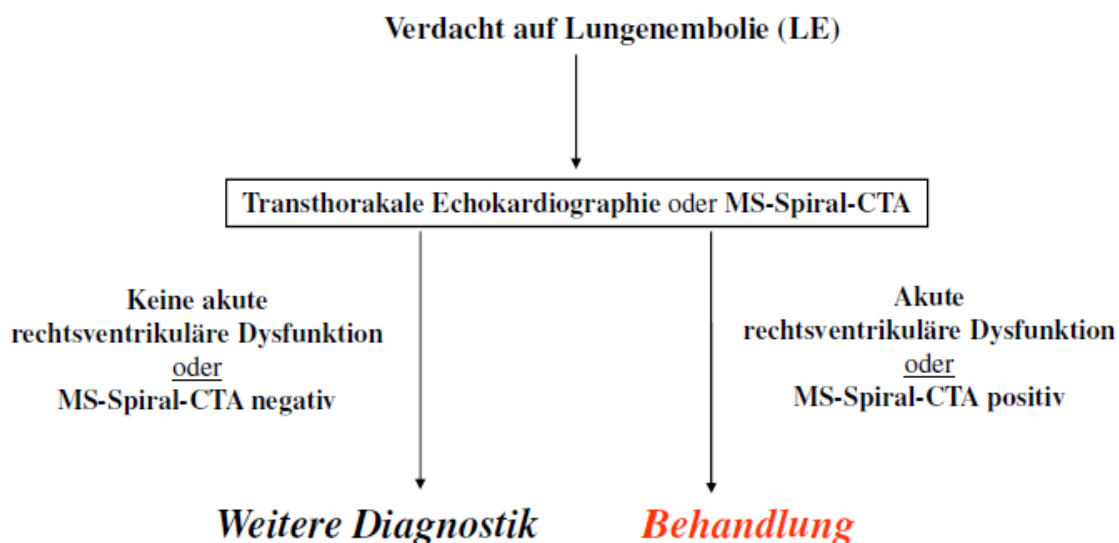 Verdacht auf Lungenembolie (LE)
Transthorakale Echokardiographie oder MS-Spiral-CTA
Keine akute
rechtsventrikuläre Dysfunktion
oder
MS-Spiral-CTA negativ
Akute
rechtsventrikuläre Dysfunktion
oder
MS-Spiral-CTA positiv
Weitere Diagnostik
Behandlung